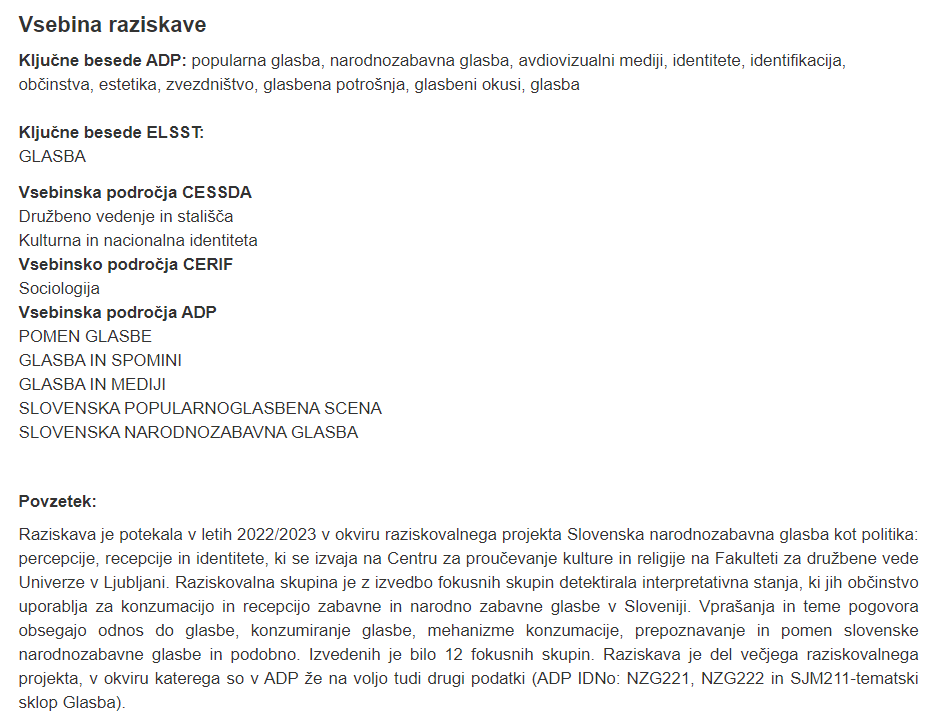 Vsebina raziskave
Ključne besede ADP: popularna glasba, narodnozabavna glasba, avdiovizualni mediji, identitete, identifikacija,
občinstva, estetika, zvezdništvo, glasbena potrošnja, glasbeni okusi, glasba
Ključne besede ELSST:
GLASBA
Vsebinska področja CESSDA
Družbeno vedenje in stališča
Kulturna in nacionalna identiteta
Vsebinsko področja CERIF
Sociologija
Vsebinska področja ADP
POMEN GLASBE
GLASBA IN SPOMINI
GLASBA IN MEDIJI
SLOVENSKA POPULARNOGLASBENA SCENA
SLOVENSKA NARODNOZABAVNA GLASBA
Povzetek:
Raziskava je potekala v letih 2022/2023 v okviru raziskovalnega projekta Slovenska narodnozabavna glasba kot politika:
percepcije, recepcije in identitete, ki se izvaja na Centru za proučevanje kulture in religije na Fakulteti za družbene vede
Univerze v Ljubljani. Raziskovalna skupina je z izvedbo fokusnih skupin detektirala interpretativna stanja, ki jih občinstvo
uporablja za konzumacijo in recepcijo zabavne in narodno zabavne glasbe v Sloveniji. Vprašanja in teme pogovora
obsegajo odnos do glasbe, konzumiranje glasbe, mehanizme konzumacije, prepoznavanje in pomen slovenske
narodnozabavne glasbe in podobno. Izvedenih je bilo 12 fokusnih skupin. Raziskava je del večjega raziskovalnega
projekta, v okviru katerega so v ADP že na voljo tudi drugi podatki (ADP IDNo: NZG221, NZG222 in SJM211-tematski
sklop Glasba).